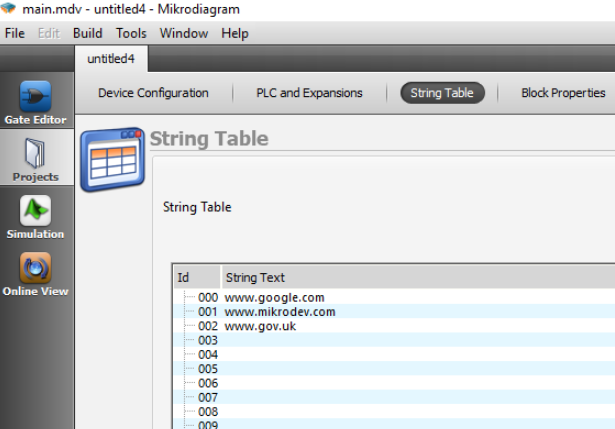 main.mdv - untitled4 - Mikrodiagram
File Edit Build Tools Window Help
untitled4
Device Configuration PLC and Expansions String Table Block Properties
Gate Editor
Projects
Simulation
Online View
String Table
String Table
Id String Text
000 www.google.com
001 www.mikrodev.com
002 www.gov.uk
003
004
005
006
007
008
009